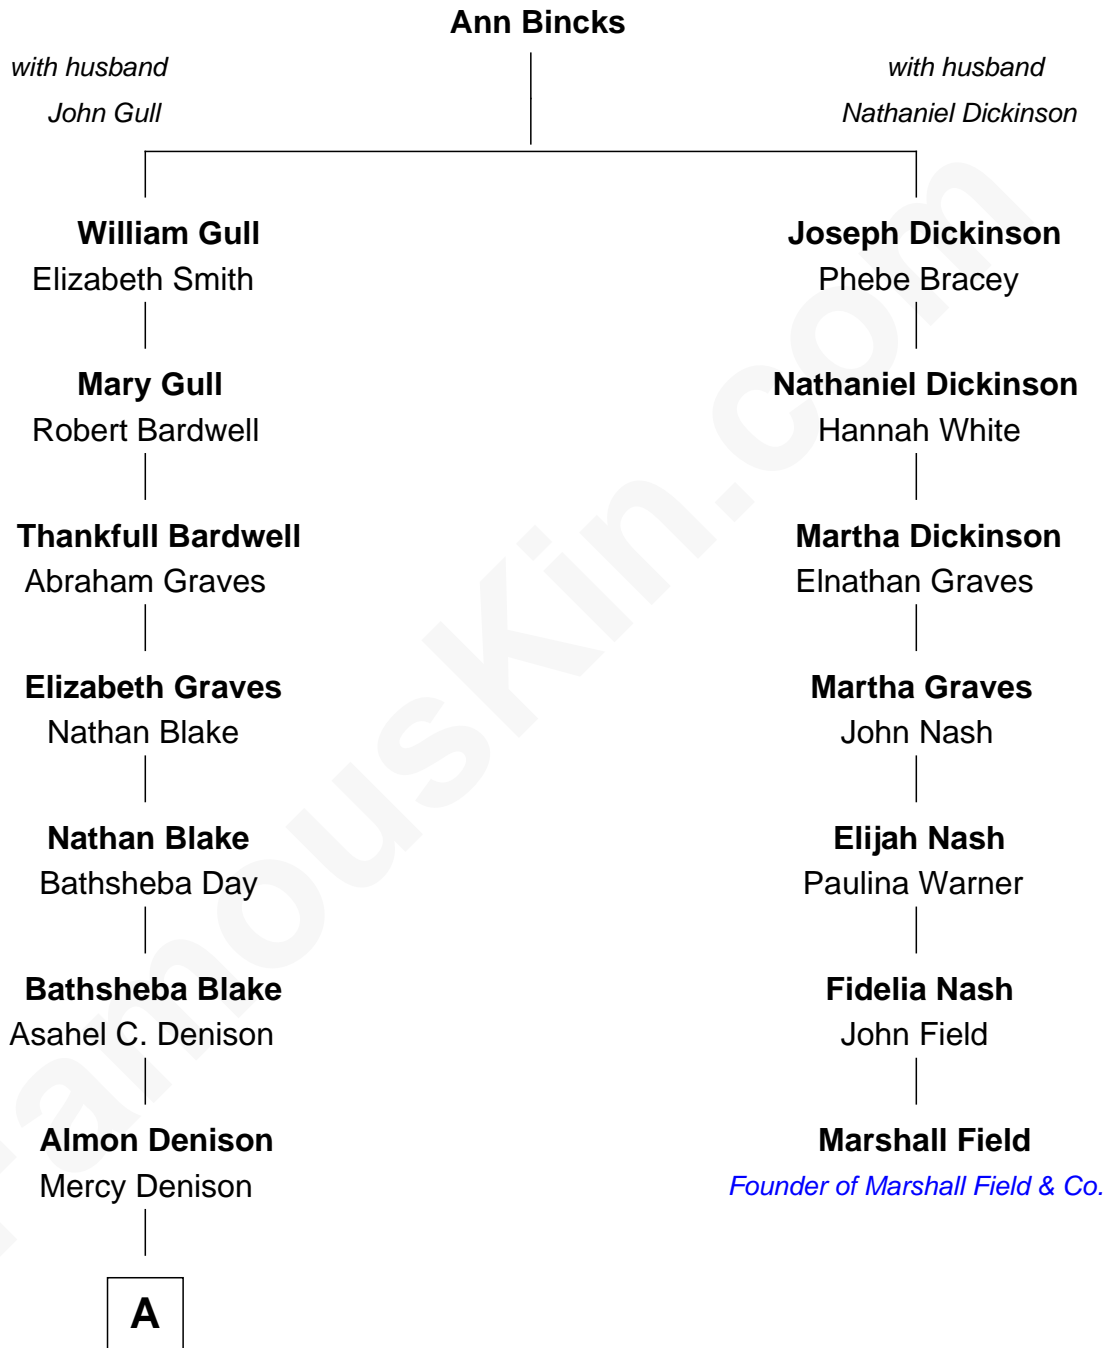 Ann Bincks
with husband
John Gull
with husband
Nathaniel Dickinson
William Gull
Elizabeth Smith
Joseph Dickinson
Phebe Bracey
Mary Gull
Robert Bardwell
Nathaniel Dickinson
Hannah White
Thankfull Bardwell
Abraham Graves
Martha Dickinson
Elnathan Graves
Elizabeth Graves
Nathan Blake
Martha Graves
John Nash
Nathan Blake
Bathsheba Day
Elijah Nash
Paulina Warner
Bathsheba Blake
Asahel C. Denison
Fidelia Nash
John Field
Almon Denison
Mercy Denison
Marshall Field
Founder of Marshall Field & Co.
A
FamousKin.com